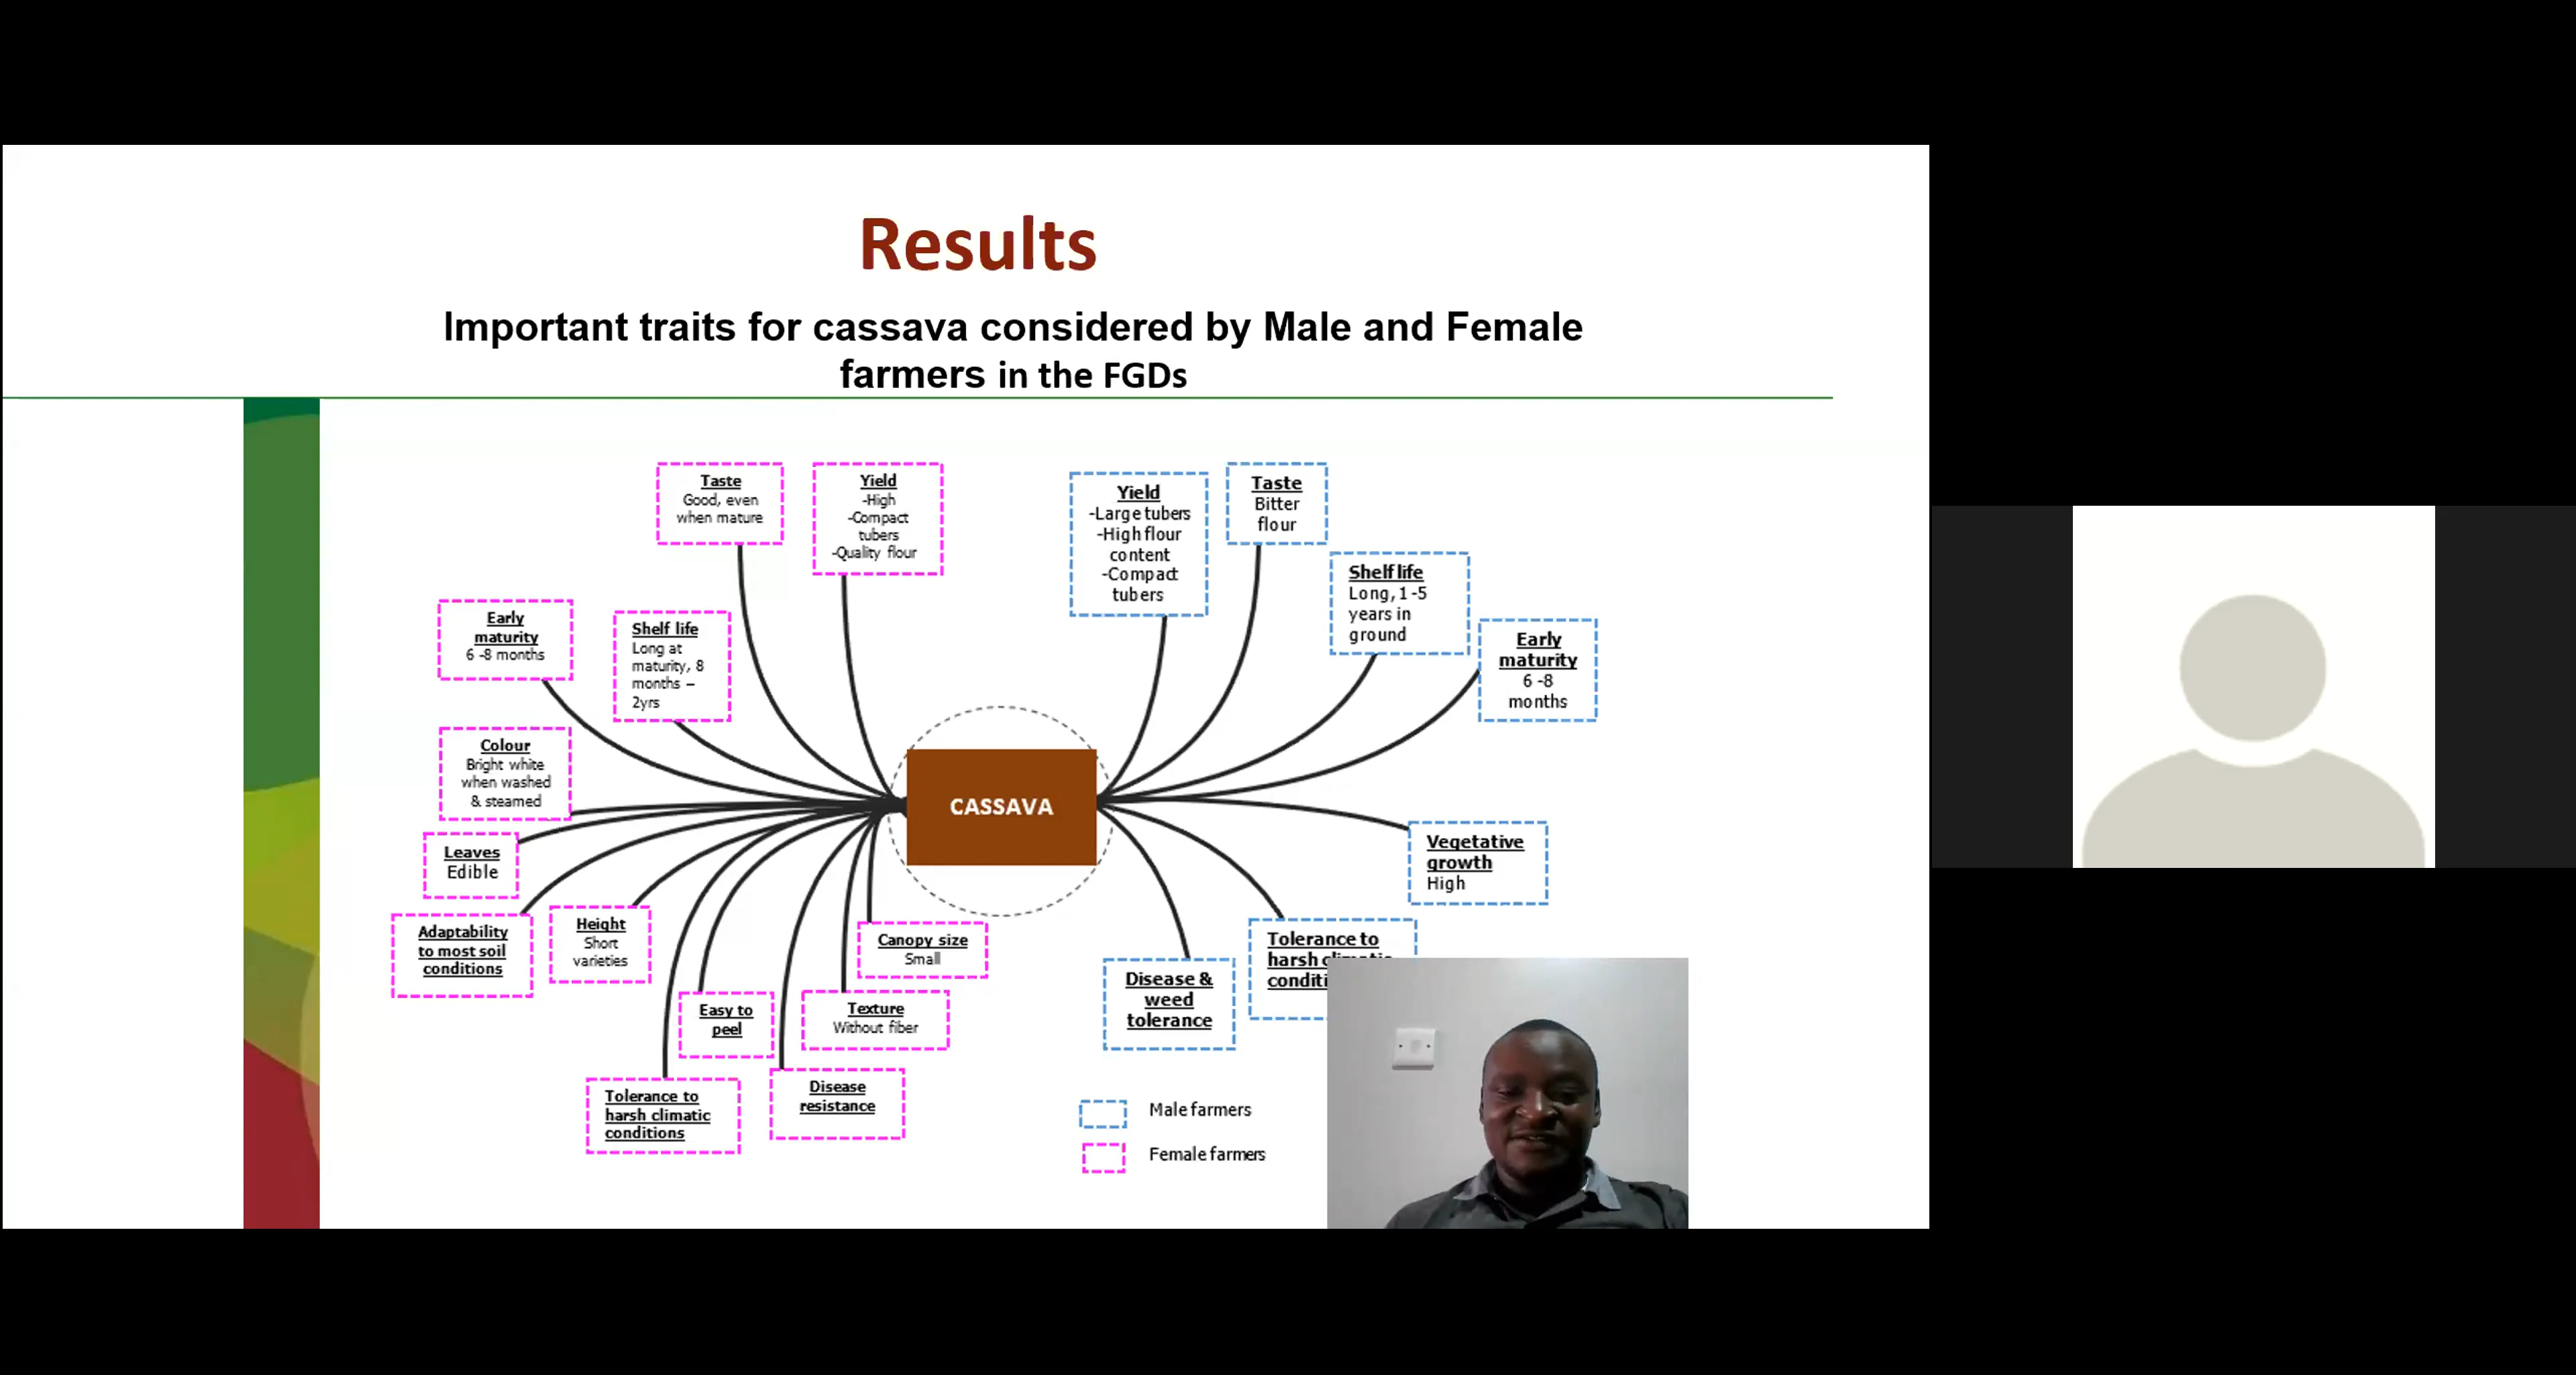 Results
Important traits for cassava considered by Male and Female
farmers in the FGDs
Taste
Good, even
when mature
Yield
-High
-Compact
tubers
-Quality flour
Yield
-Large tubers
-High flour
content
-Compact
tubers
Taste
Bitter
flour
Shelf life
Long, 1-5
years in
ground
Early
maturity
6 -8
months
Early
maturity
6 -8 months
Shelf life
Long at
maturity, 8
months –
2yrs
Colour
Bright white
when washed
& steamed
CASSAVA
Leaves
Edible
Vegetative
growth
High
Adaptability
to most soil
conditions
Height
Short
varieties
Canopy size
Small
Easy to
peel
Texture
Without fiber
Disease &
weed
tolerance
Tolerance to
harsh climatic
Tolerance to
harsh climatic
conditions
Disease
resistance
Male farmers
Female farmers